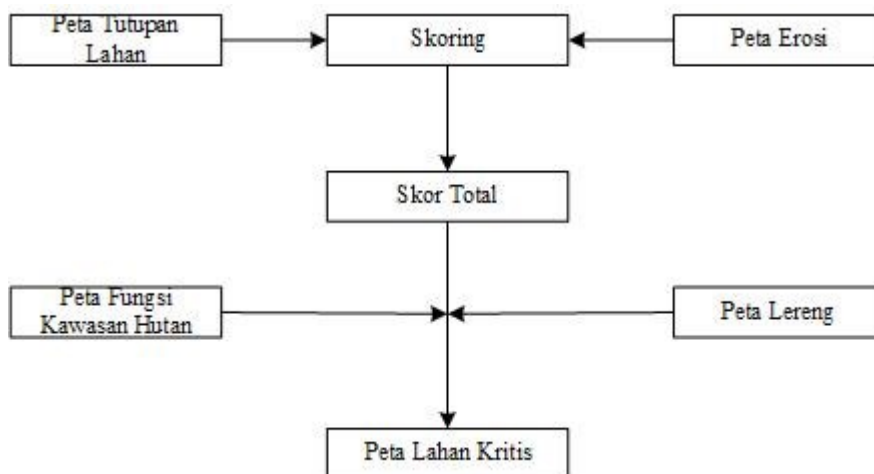 Peta Tutupan
Lahan
Skoring
Peta Erosi
Skor Total
Peta Fungsi
Kawasan Hutan
Peta Lereng
Peta Lahan Kritis